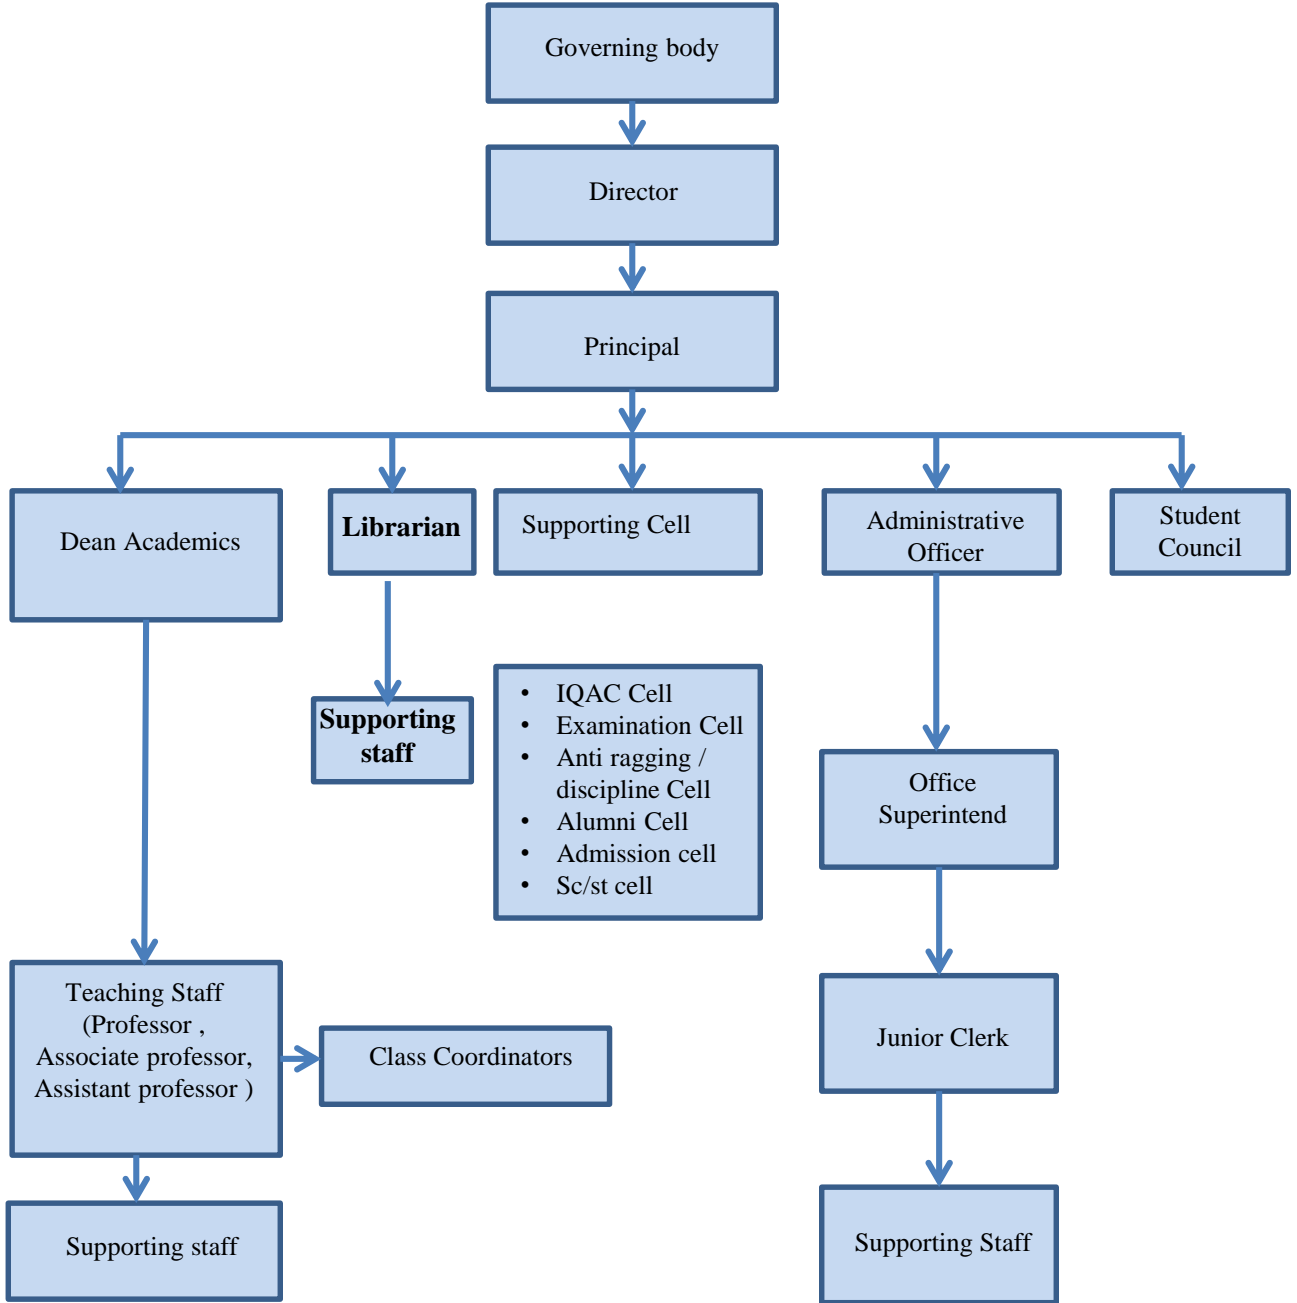 Governing body
Director
Principal
Dean Academics
Librarian
Supporting Cell
Administrative
Officer
Student
Council
Supporting
staff
• IQAC Cell
• Examination Cell
• Anti ragging /
discipline Cell
• Alumni Cell
• Admission cell
• Sc/st cell
Office
Superintend
Teaching Staff
(Professor ,
Associate professor,
Assistant professor )
Class Coordinators
Junior Clerk
Supporting staff
Supporting Staff